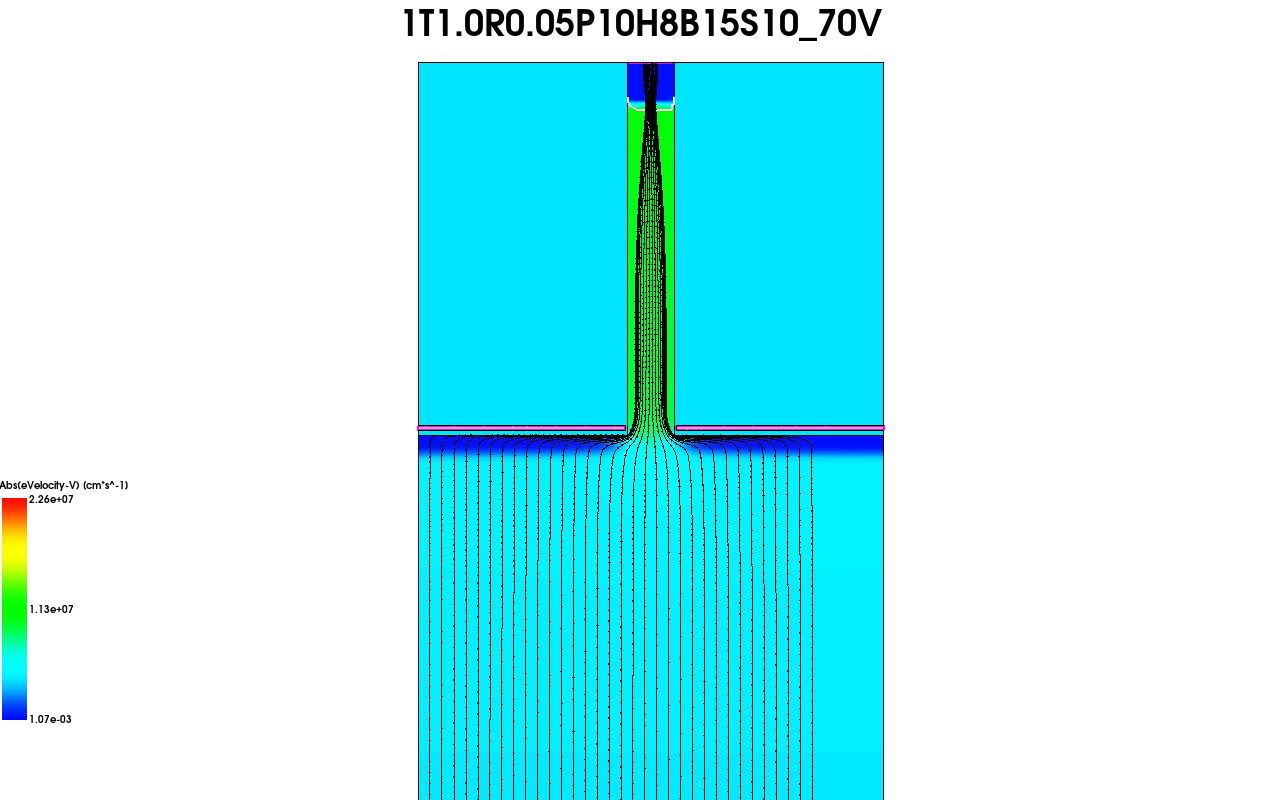 1T1.0R0.05P10H8B15S10_70V
Abs(eVelocity-V) (cm*s^-1)
2.26e+07
1.13e+07
1.07e-03